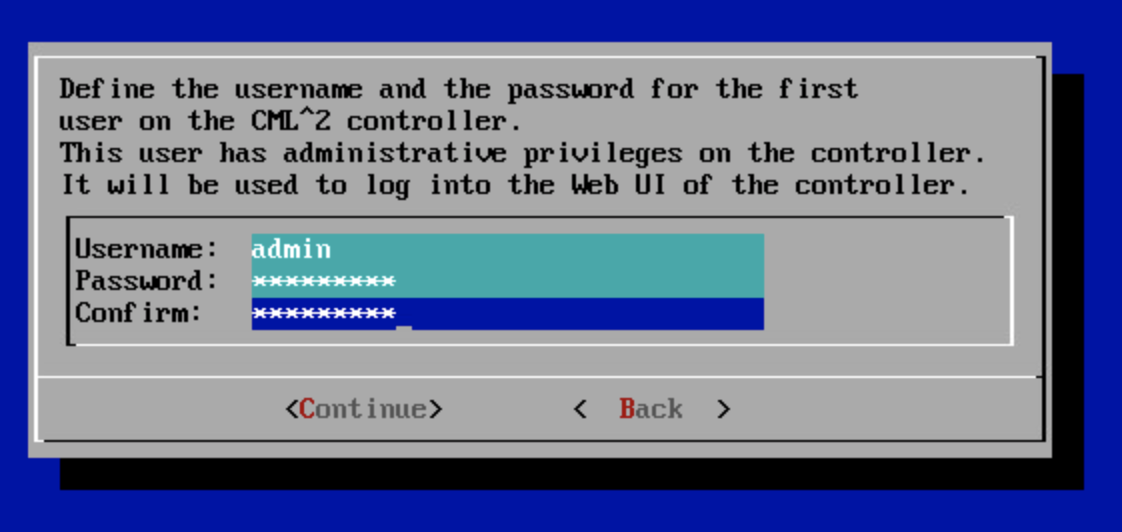 Define the username and the password for the first
user on the CML^2 controller.
This user has administrative privileges on the controller.
It will be used to log into the Web UI of the controller.
Username: admin
Password: *********
Confirm: *********_
<Continue> < Back >